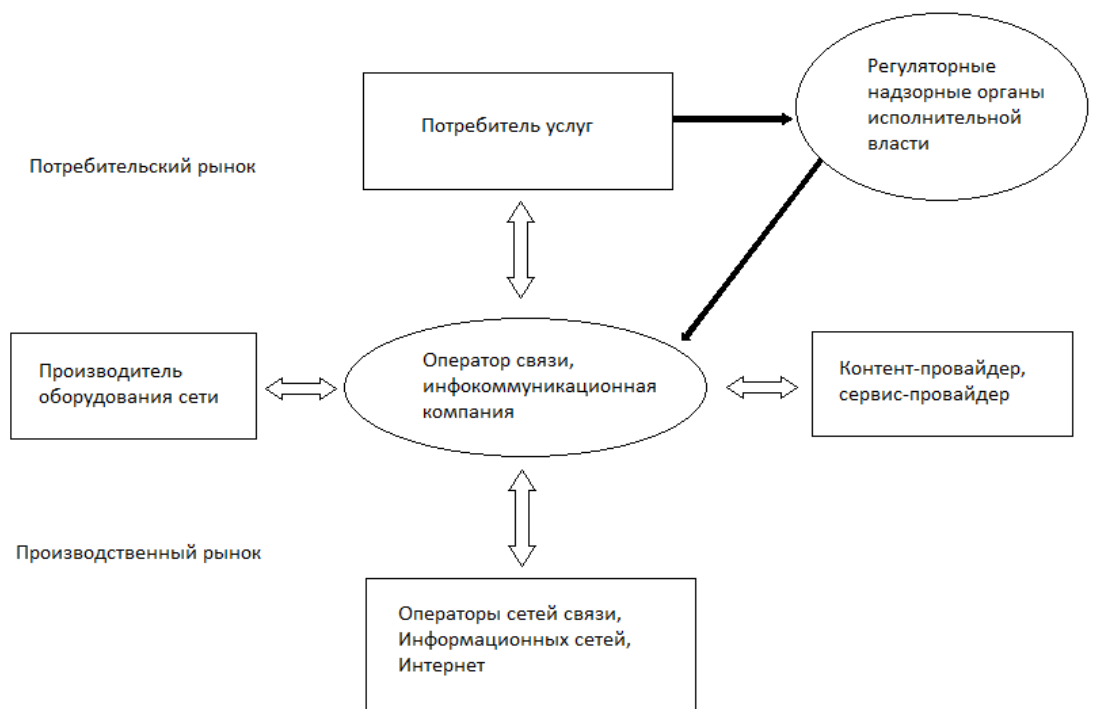 Регуляторные
надзорные органы
исполнительной
власти
Потребитель услуг
Потребительский рынок
Оператор связи,
инфокоммуникационная
компания
Производитель
оборудования сети
Контент-провайдер,
сервис-провайдер
Производственный рынок
Операторы сетей связи,
Информационных сетей,
Интернет